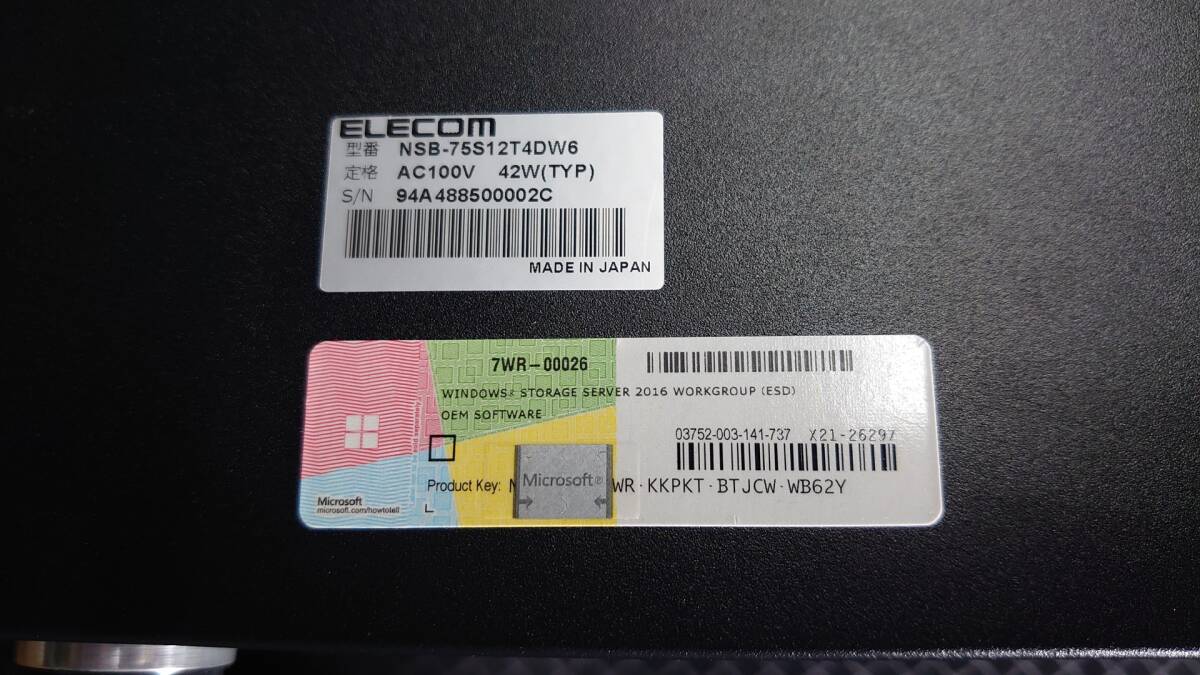 ELECOM
型番 NSB-75S12T4DW6
定格 AC100V 42W(TYP)
S/N 94A488500002C
MADE IN JAPAN
7WR-00026
WINDOWS® STORAGE SERVER 2016 WORKGROUP (ESD)
OEM SOFTWARE
03752-003-141-737 X21-26297
Product Key: WR-KKPKT-BTJCW-WB62Y
Microsoft®
Microsoft
microsoft.com/howtotell